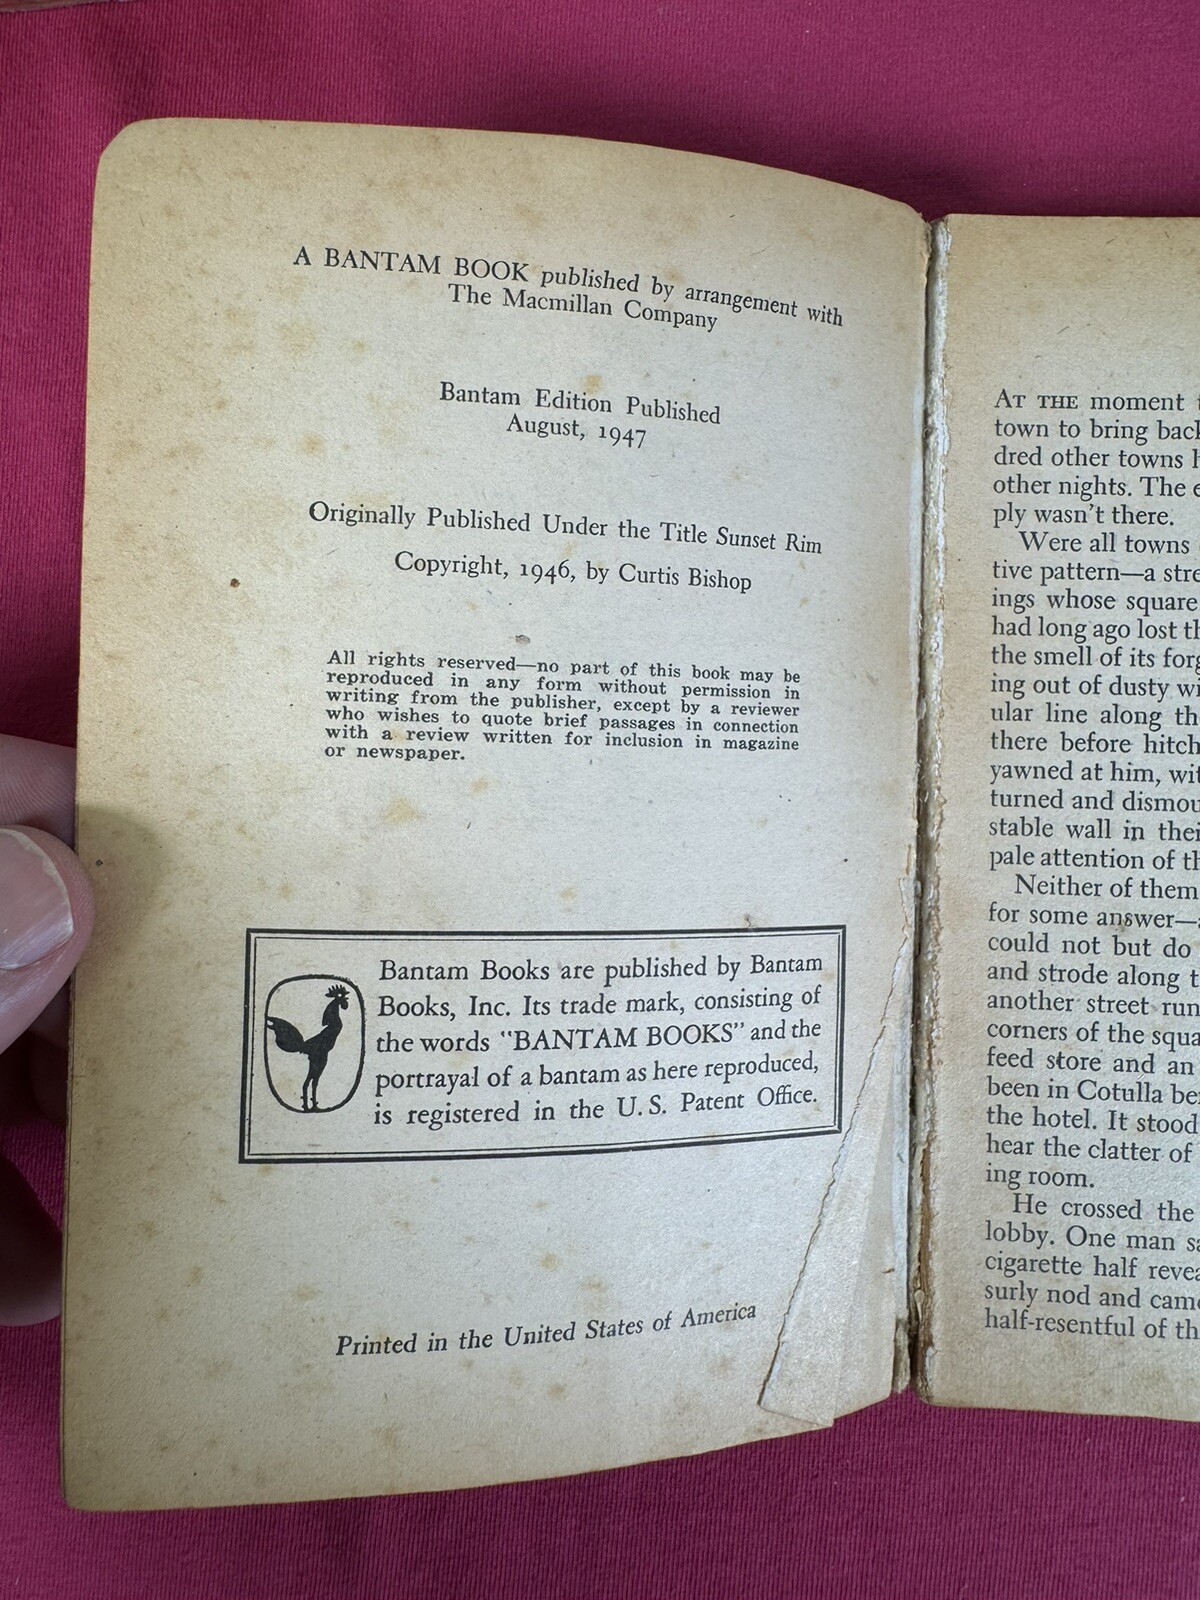 A BANTAM BOOK published by arrangement with
The Macmillan Company
Bantam Edition Published
August, 1947
Originally Published Under the Title Sunset Rim
Copyright, 1946, by Curtis Bishop
All rights reserved—no part of this book may be
reproduced in any form without permission in
writing from the publisher, except by a reviewer
who wishes to quote brief passages in connection
with a review written for inclusion in magazine
or newspaper.
Bantam Books are published by Bantam
Books, Inc. Its trade mark, consisting of
the words "BANTAM BOOKS" and the
portrayal of a bantam as here reproduced,
is registered in the U. S. Patent Office.
Printed in the United States of America
AT THE moment
town to bring back
dred other towns
other nights. The
ply wasn't there.
Were all towns
tive pattern—a
ings whose square
had long ago lost
the smell of its
ing out of dusty
ular line along
there before
yawned at him,
turned and
stable wall in
pale attention of
Neither of them
for some answer—
could not but do
and strode along
another street
corners of the
feed store and an
been in Cotulla
the hotel. It stood
hear the clatter of
ing room.
He crossed the
lobby. One man
cigarette half
surly nod and
half-resentful of